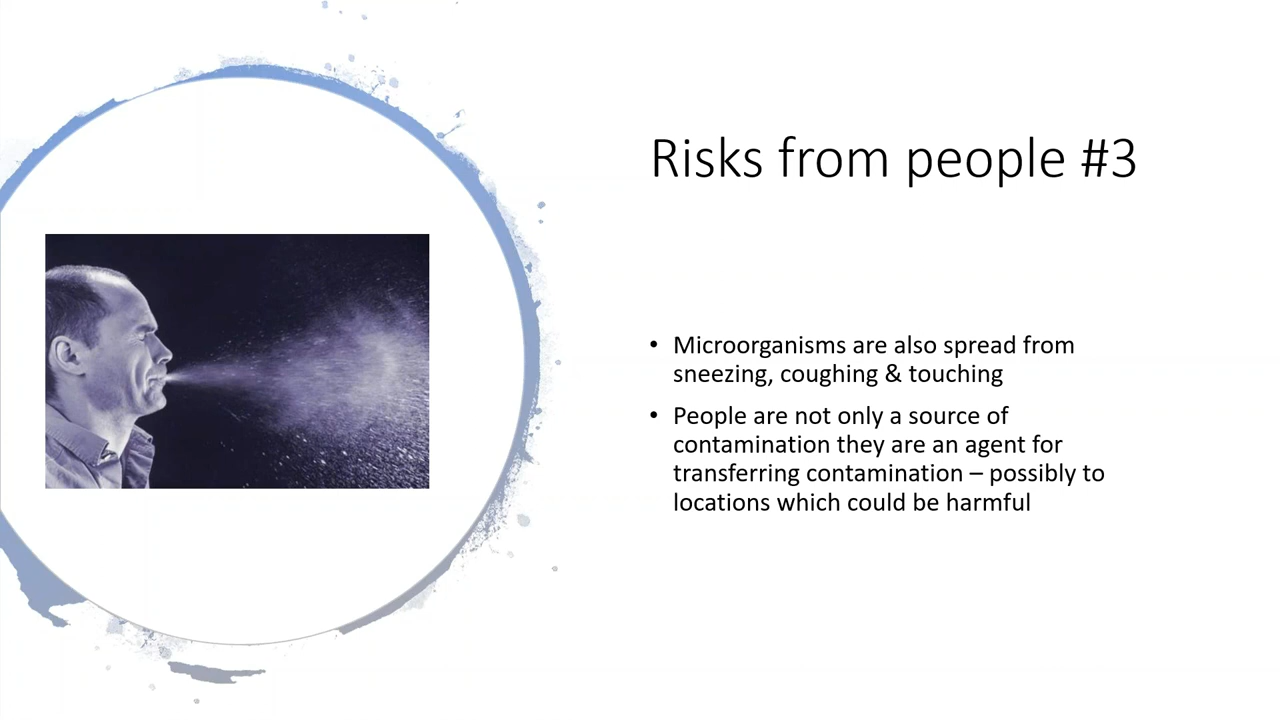 Risks from people #3
• Microorganisms are also spread from
sneezing, coughing & touching
• People are not only a source of
contamination they are an agent for
transferring contamination – possibly to
locations which could be harmful